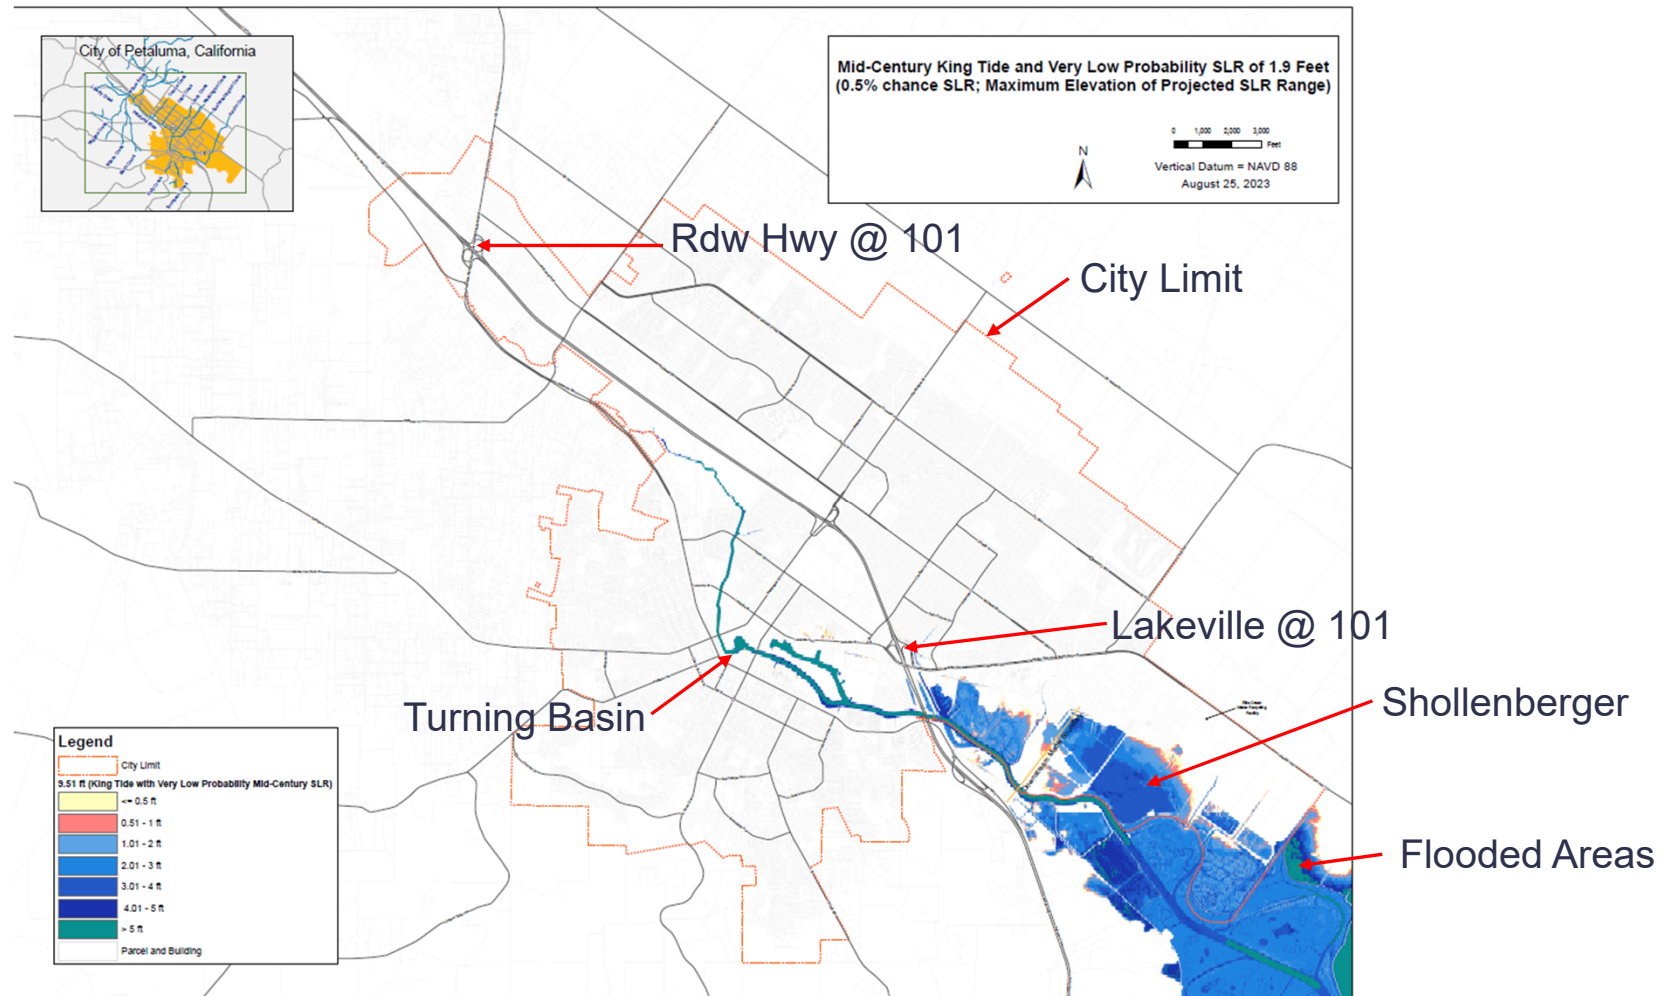 City of Petaluma, California
Mid-Century King Tide and Very Low Probability SLR of 1.9 Feet
(0.5% chance SLR; Maximum Elevation of Projected SLR Range)
0 1,000 2,000 3,000
Feet
N
Vertical Datum = NAVD 88
August 25, 2023
Rdw Hwy @ 101
City Limit
Lakeville @ 101
Turning Basin
Shollenberger
Flooded Areas
Legend
City Limit
9.51 ft (King Tide with Very Low Probability Mid-Century SLR)
<= 0.5 ft
0.51 - 1 ft
1.01 - 2 ft
2.01 - 3 ft
3.01 - 4 ft
4.01 - 5 ft
> 5 ft
Parcel and Building